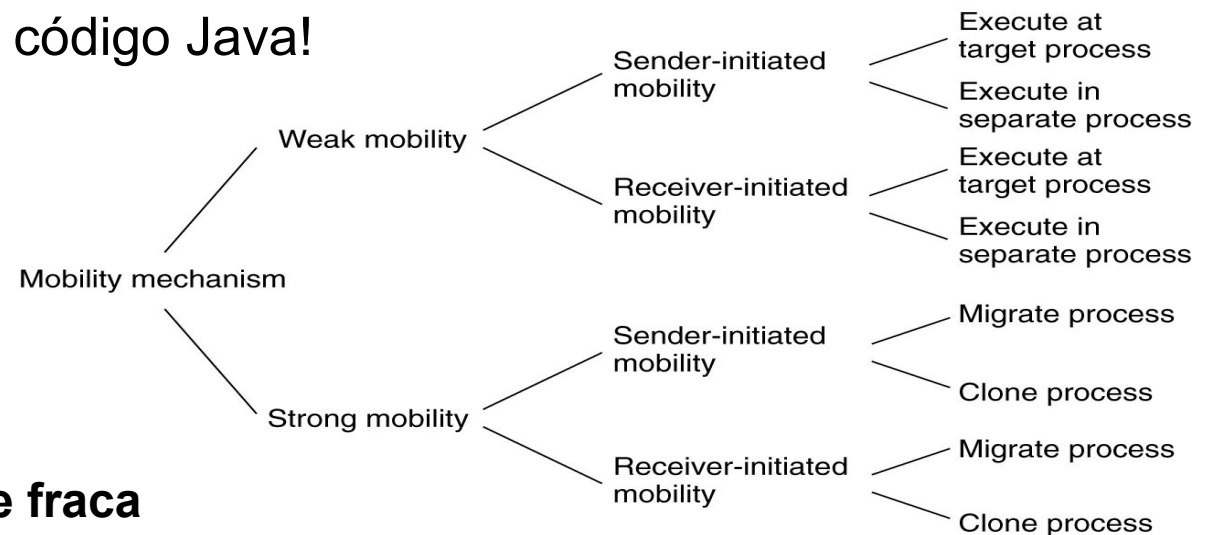 código Java!
Execute at
target process
Sender-initiated
mobility
Execute in
separate process
Weak mobility
Execute at
target process
Receiver-initiated
mobility
Execute in
separate process
Mobility mechanism
Migrate process
Sender-initiated
mobility
Clone process
Strong mobility
Migrate process
Receiver-initiated
mobility
Clone process
e fraca